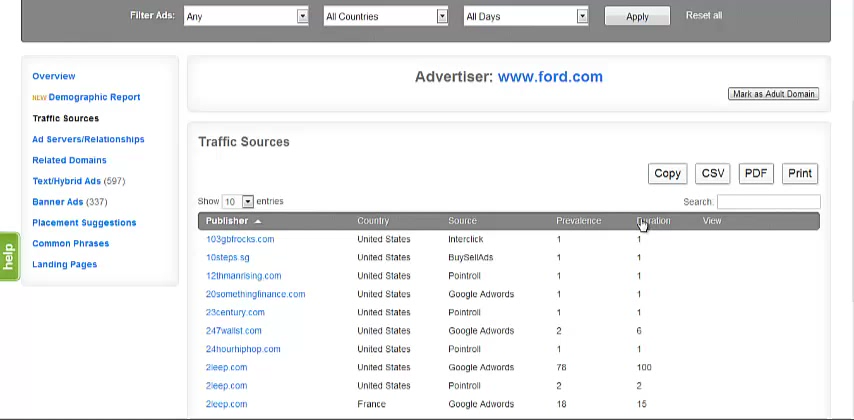 Filter Ads: Any All Countries All Days Apply Reset all
Overview
NEW Demographic Report
Traffic Sources
Ad Servers/Relationships
Related Domains
Text/Hybrid Ads (597)
Banner Ads (337)
Placement Suggestions
Common Phrases
Landing Pages
help
Advertiser: www.ford.com
Mark as Adult Domain
Traffic Sources
Copy CSV PDF Print
Show 10 entries Search:
Publisher Country Source Prevalence Duration View
103gbfrocks.com United States Interclick 1 1
10steps.sg United States BuySellAds 1 1
12thmanrising.com United States Pointroll 1 1
20somethingfinance.com United States Google Adwords 1 1
23century.com United States Pointroll 1 1
247wallst.com United States Google Adwords 2 6
24hourhiphop.com United States Pointroll 1 1
2leep.com United States Google Adwords 78 100
2leep.com United States Pointroll 2 2
2leep.com France Google Adwords 18 15